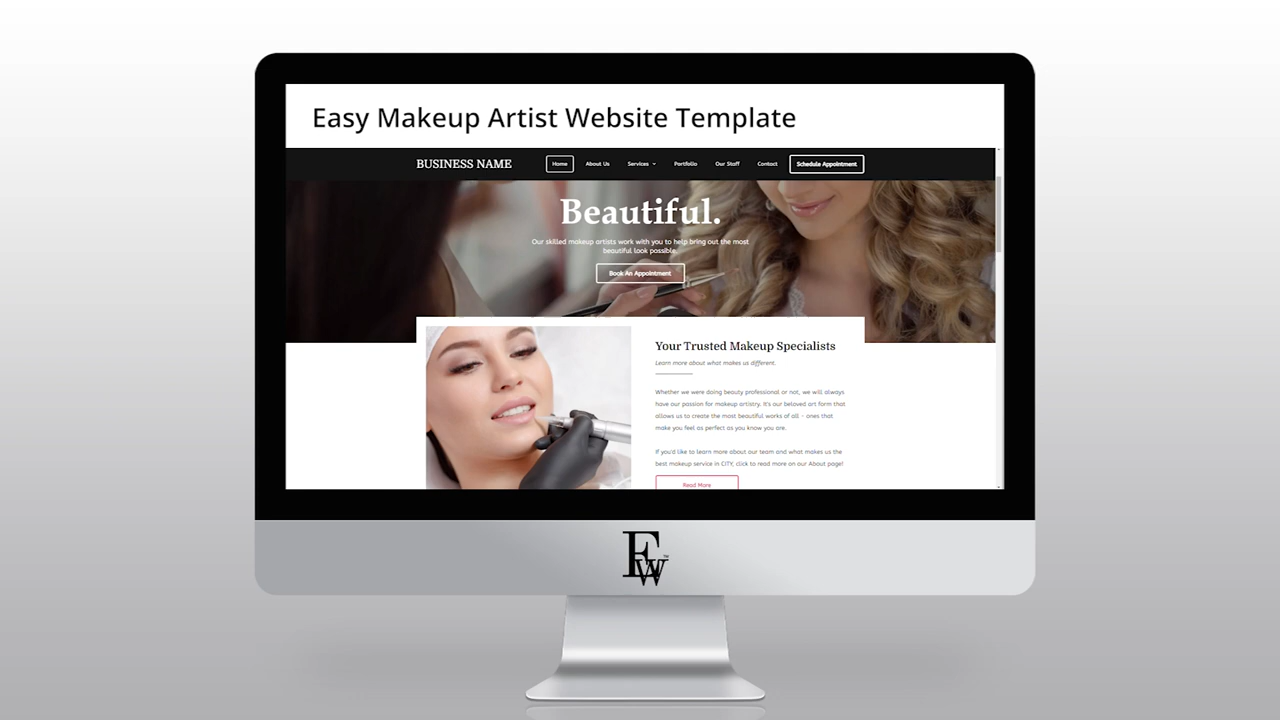 Easy Makeup Artist Website Template
BUSINESS NAME
Home
About Us
Services
Portfolio
Our Staff
Contact
Schedule Appointment
Beautiful.
Our skilled makeup artists work with you to help bring out the most
beautiful look possible.
Book An Appointment
Your Trusted Makeup Specialists
Learn more about what makes us different.
Whether we were doing beauty professional or not, we will always
have our passion for makeup artistry. It's our beloved art form that
allows us to create the most beautiful works of all - ones that
make you feel as perfect as you know you are.
If you'd like to learn more about our team and what makes us the
best makeup service in CITY, click to read more on our About page!
Read More
EW™